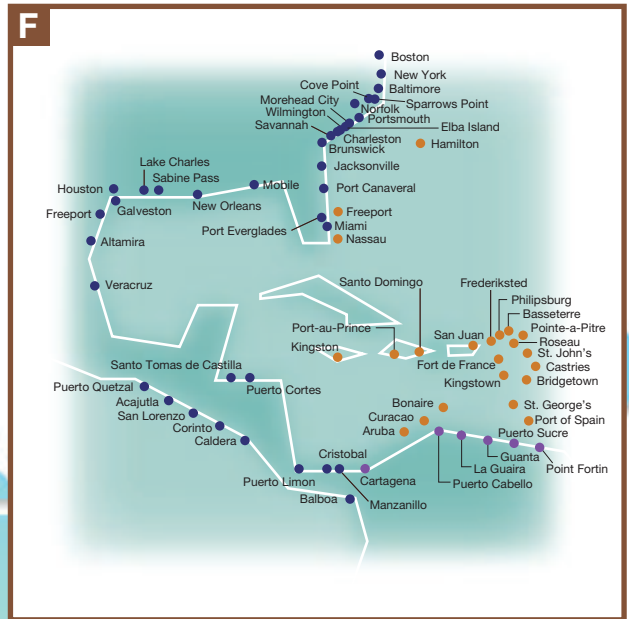 F
Boston
New York
Baltimore
Cove Point
Sparrows Point
Morehead City
Norfolk
Wilmington
Portsmouth
Savannah
Charleston
Elba Island
Brunswick
Hamilton
Jacksonville
Lake Charles
Sabine Pass
Houston
Mobile
Port Canaveral
Galveston
New Orleans
Freeport
Freeport
Port Everglades
Miami
Nassau
Altamira
Veracruz
Santo Domingo
Frederiksted
Philipsburg
Basseterre
Port-au-Prince
San Juan
Pointe-a-Pitre
Roseau
Kingston
St. John's
Fort de France
Castries
Santo Tomas de Castilla
Kingstown
Bridgetown
Puerto Quetzal
Puerto Cortes
Acajutla
Bonaire
St. George's
San Lorenzo
Curacao
Port of Spain
Corinto
Aruba
Puerto Sucre
Caldera
Cristobal
Guanta
Puerto Limon
Cartagena
La Guaira
Point Fortin
Puerto Cabello
Balboa
Manzanillo